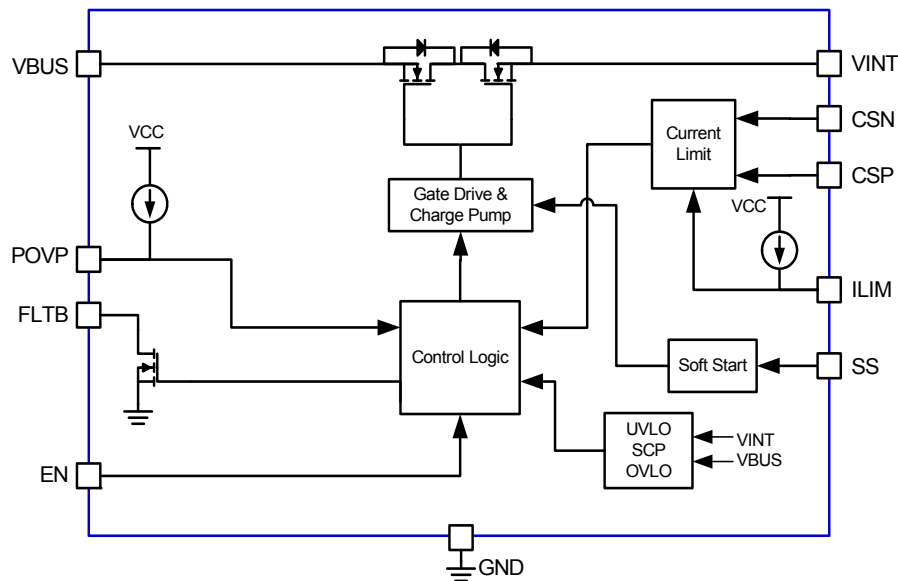 VBUS
VINT
CSN
Current
Limit
CSP
VCC
Gate Drive &
Charge Pump
VCC
POVP
ILIM
FLTB
Control Logic
Soft Start
SS
UVLO
SCP
OVLO
VINT
VBUS
EN
GND